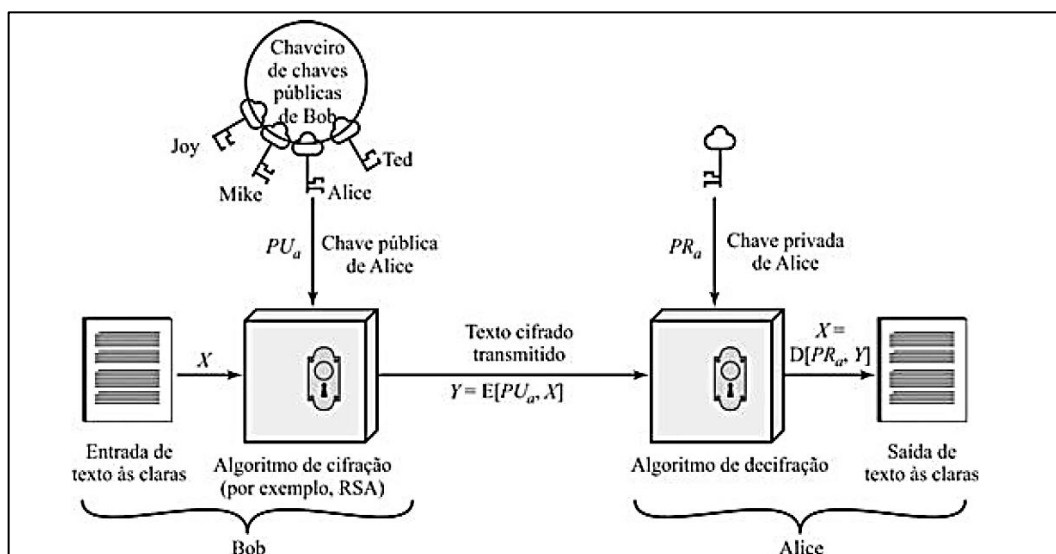 Chaveiro
de chaves
públicas
de Bob
Joy
Mike
Alice
Ted
PUa
Chave pública
de Alice
PRa
Chave privada
de Alice
X
Texto cifrado
transmitido
Y = E[PUa, X]
X =
D[PRa, Y]
Entrada de
texto às claras
Algoritmo de cifração
(por exemplo, RSA)
Algoritmo de decifração
Saída de
texto às claras
Bob
Alice